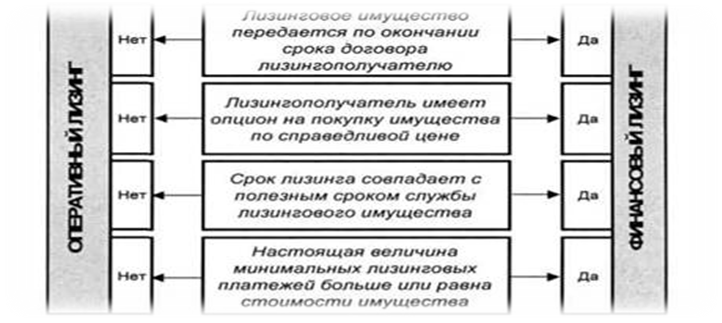 ОПЕРАТИВНЫЙ ЛИЗИНГ
Нет
Лизинговое имущество
передается по окончании
срока договора
лизингополучателю
Да
Нет
Лизингополучатель имеет
опцион на покупку имущества
по справедливой цене
Да
Нет
Срок лизинга совпадает с
полезным сроком службы
лизингового имущества
Да
Нет
Настоящая величина
минимальных лизинговых
платежей больше или равна
стоимости имущества
Да
ФИНАНСОВЫЙ ЛИЗИНГ